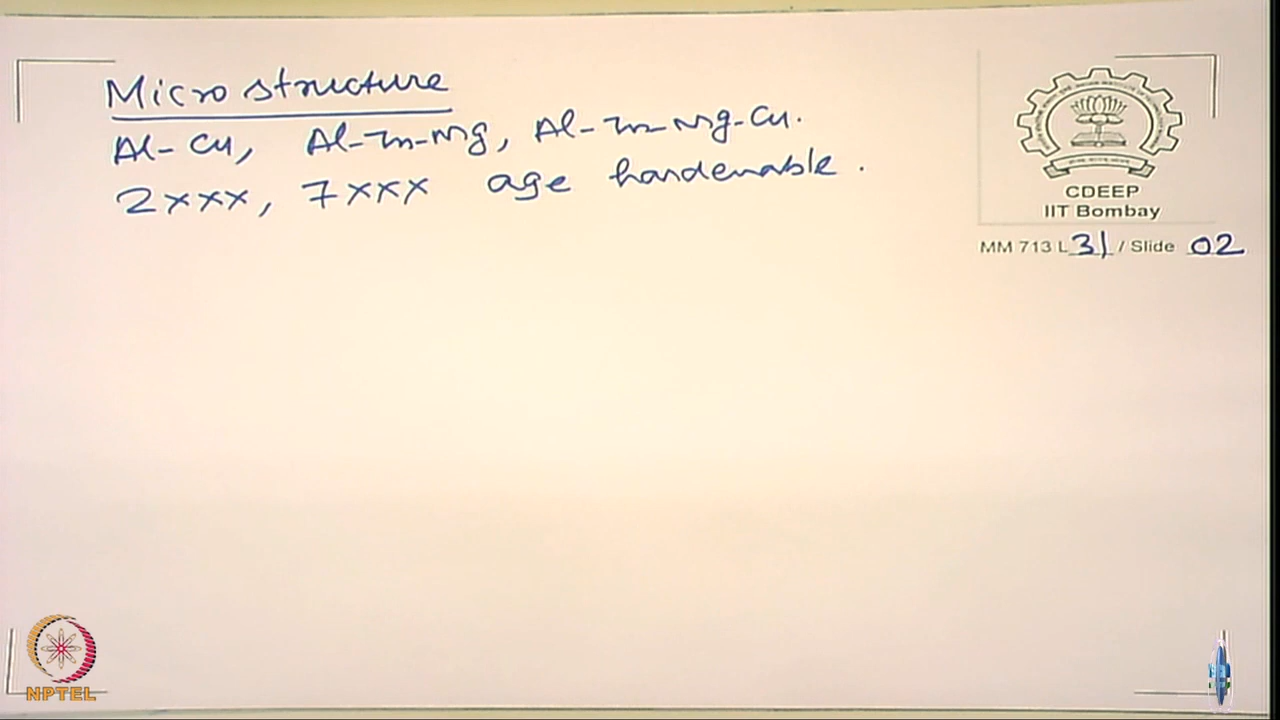 Microstructure
Al-Cu, Al-Zn-Mg, Al-Zn-Mg-Cu.
2xxx, 7xxx age hardenable.
CDEEP
IIT Bombay
MM 713 L 31 / Slide 02
NPTEL